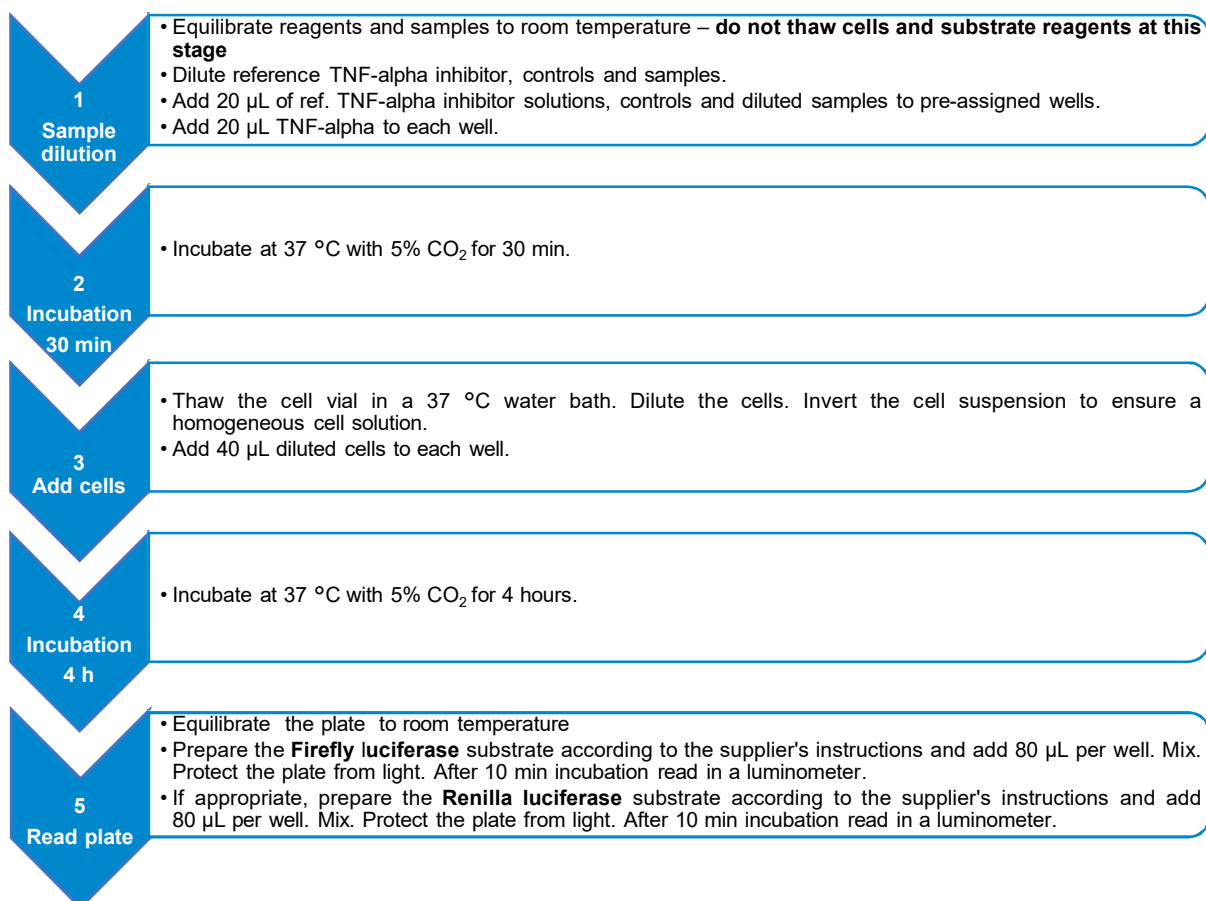 1
Sample
dilution
• Equilibrate reagents and samples to room temperature – do not thaw cells and substrate reagents at this
stage
• Dilute reference TNF-alpha inhibitor, controls and samples.
• Add 20 µL of ref. TNF-alpha inhibitor solutions, controls and diluted samples to pre-assigned wells.
• Add 20 µL TNF-alpha to each well.
2
Incubation
30 min
• Incubate at 37 °C with 5% CO₂ for 30 min.
3
Add cells
• Thaw the cell vial in a 37 °C water bath. Dilute the cells. Invert the cell suspension to ensure a
homogeneous cell solution.
• Add 40 µL diluted cells to each well.
4
Incubation
4 h
• Incubate at 37 °C with 5% CO₂ for 4 hours.
5
Read plate
• Equilibrate the plate to room temperature
• Prepare the Firefly luciferase substrate according to the supplier's instructions and add 80 µL per well. Mix.
Protect the plate from light. After 10 min incubation read in a luminometer.
• If appropriate, prepare the Renilla luciferase substrate according to the supplier's instructions and add
80 µL per well. Mix. Protect the plate from light. After 10 min incubation read in a luminometer.